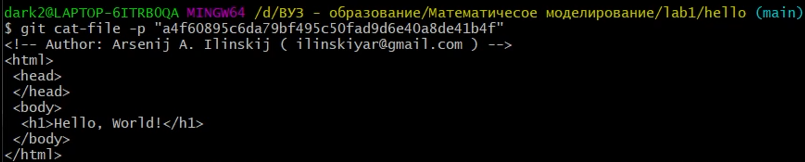 dark2@LAPTOP-6ITRB0QA MINGW64 /d/ВУЗ - образование/Математичесое моделирование/lab1/hello (main)
$ git cat-file -p "a4f60895c6da79bf495c50fad9d6e40a8de41b4f"
<!-- Author: Arsenij A. Ilinskij ( ilinskiyar@gmail.com ) -->
<html>
 <head>
 </head>
 <body>
  <h1>Hello, World!</h1>
 </body>
</html>